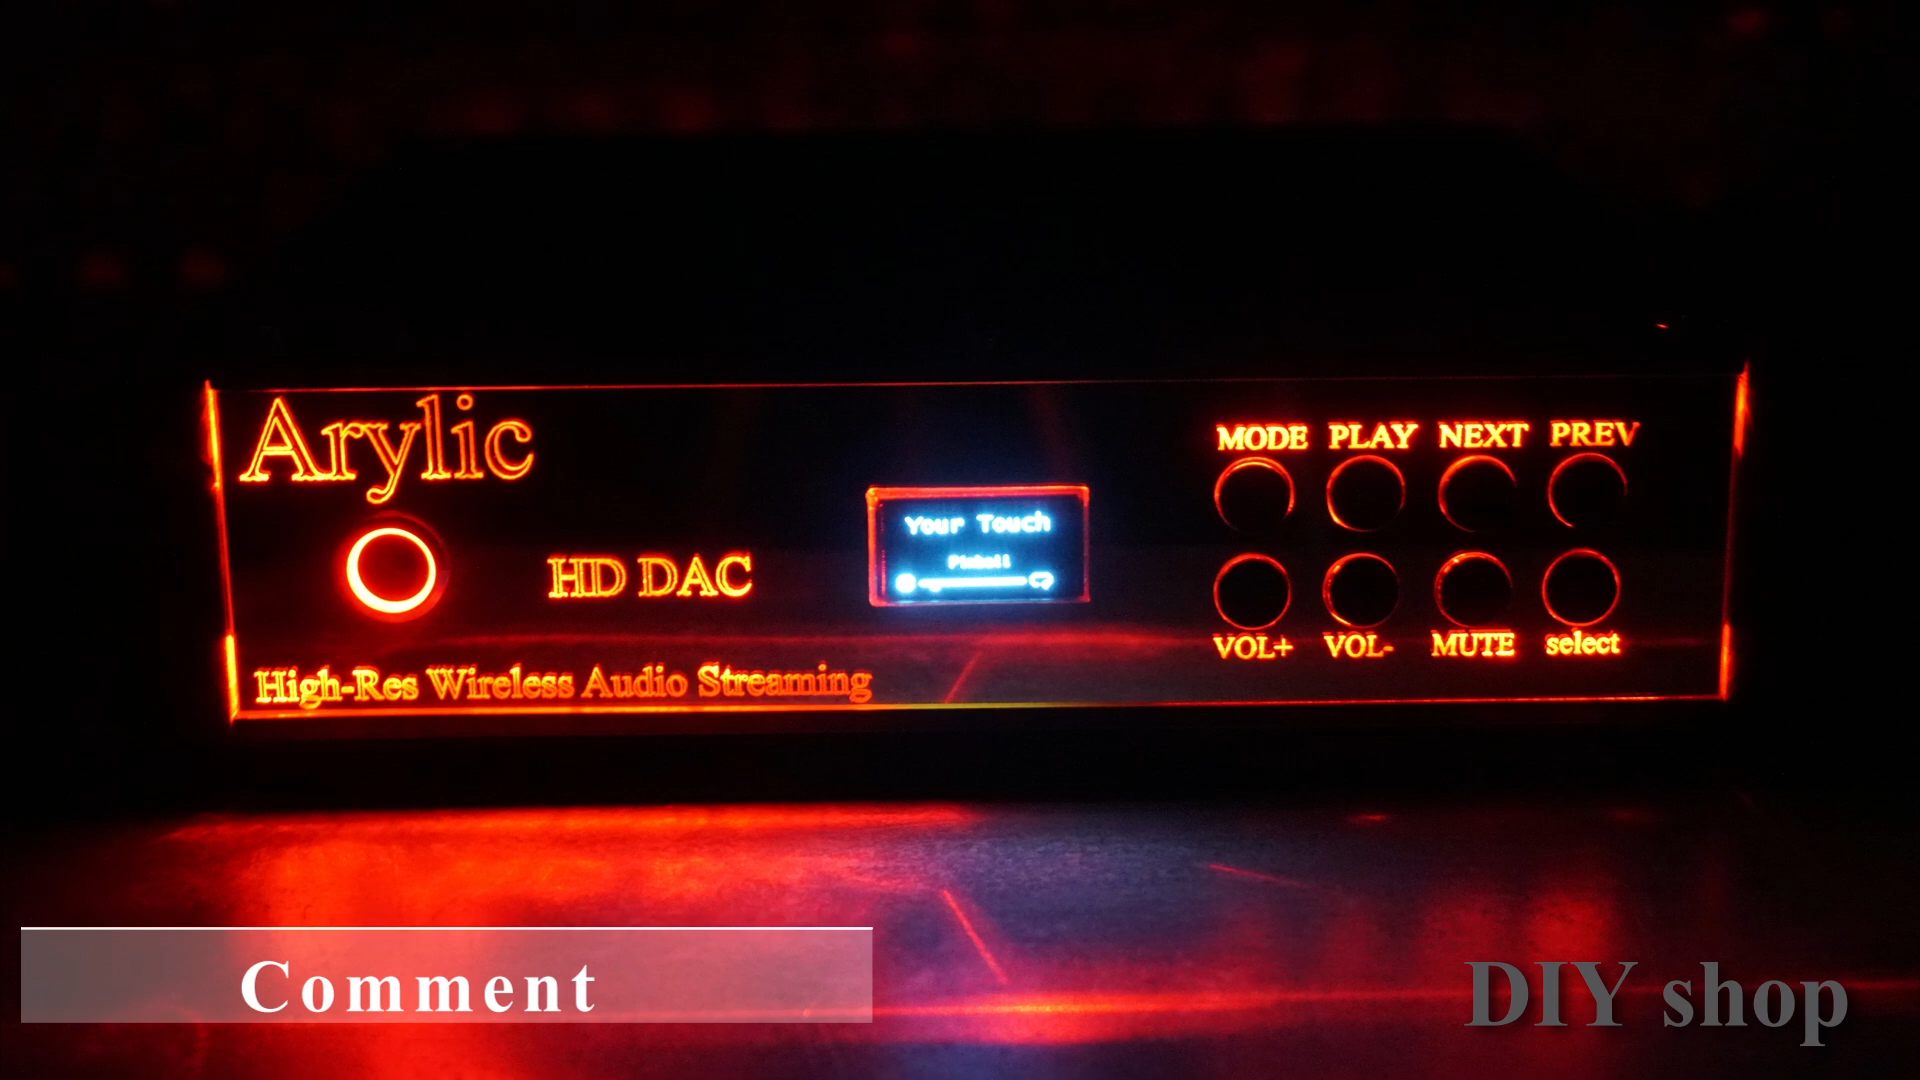 Arylic
HD DAC
High-Res Wireless Audio Streaming
Your Touch
Pinball
MODE PLAY NEXT PREV
VOL+ VOL- MUTE select
Comment
DIY shop